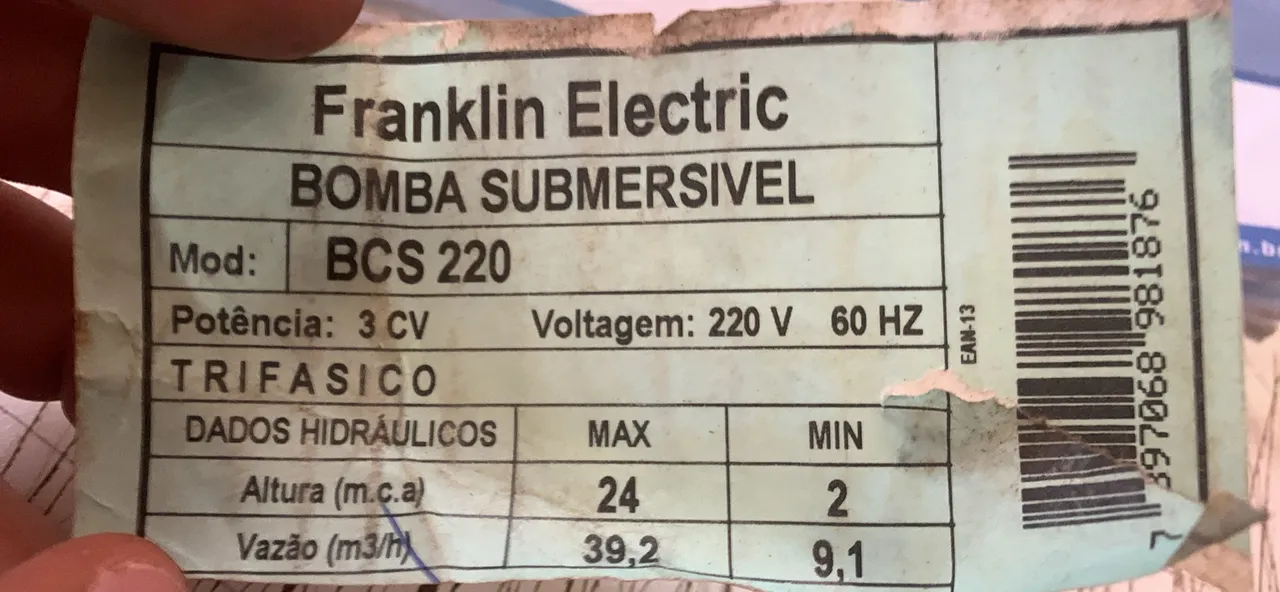 Franklin Electric
BOMBA SUBMERSIVEL
Mod: BCS 220
Potência: 3 CV Voltagem: 220 V 60 HZ
TRIFASICO
DADOS HIDRÁULICOS MAX MIN
Altura (m.c.a) 24 2
Vazão (m3/h) 39,2 9,1
EAN-13
7 897068 981876